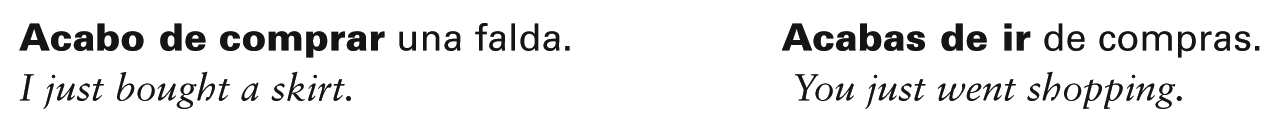 Acabo de comprar una falda.
I just bought a skirt.
Acabas de ir de compras.
You just went shopping.